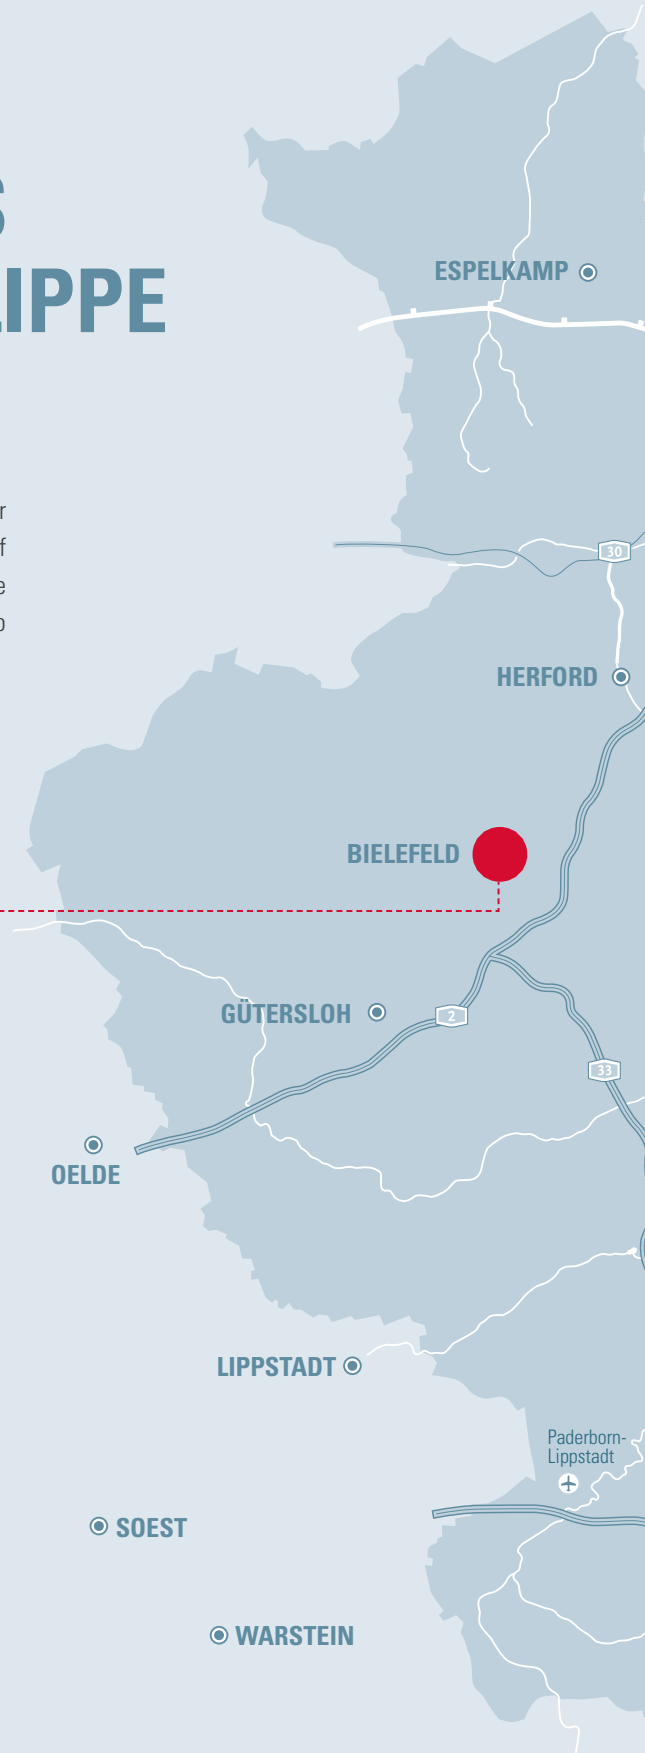 S
LIPPE
ESPELKAMP
r
f
e
o
30
HERFORD
BIELEFELD
GÜTERSLOH
2
33
OELDE
LIPPSTADT
Paderborn-
Lippstadt
SOEST
WARSTEIN